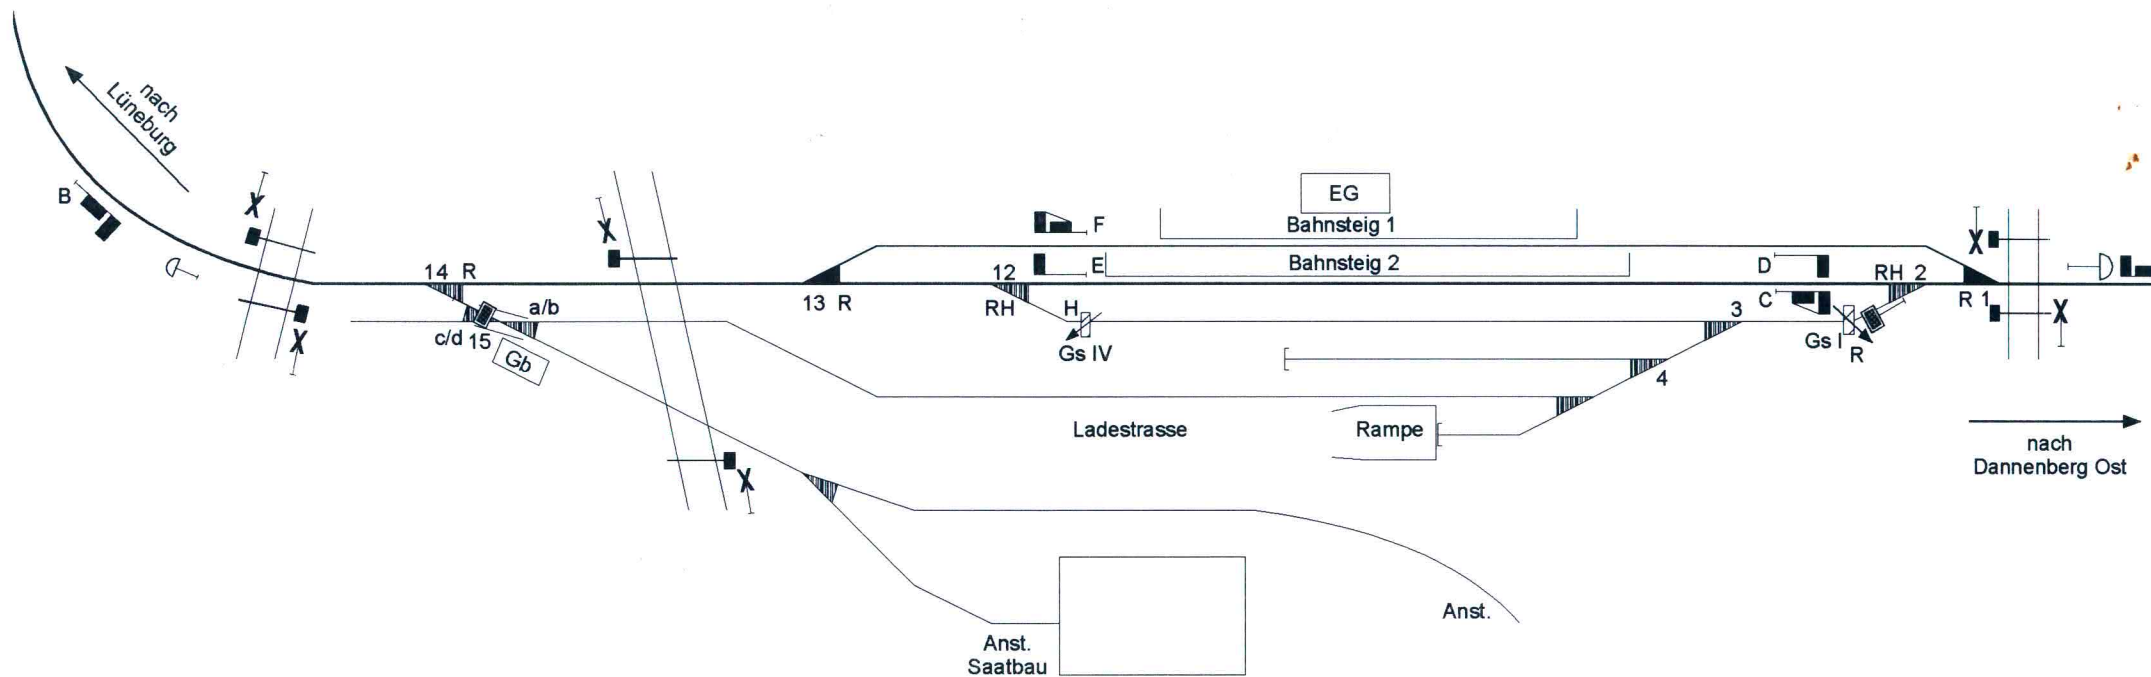 nach
Lüneburg
B
14 R
a/b
c/d 15
Gb
13 R
F
E
12
RH
H
Gs IV
EG
Bahnsteig 1
Bahnsteig 2
D
C
RH 2
R 1
3
Gs I
R
4
Ladestrasse
Rampe
nach
Dannenberg Ost
Anst.
Anst.
Saatbau